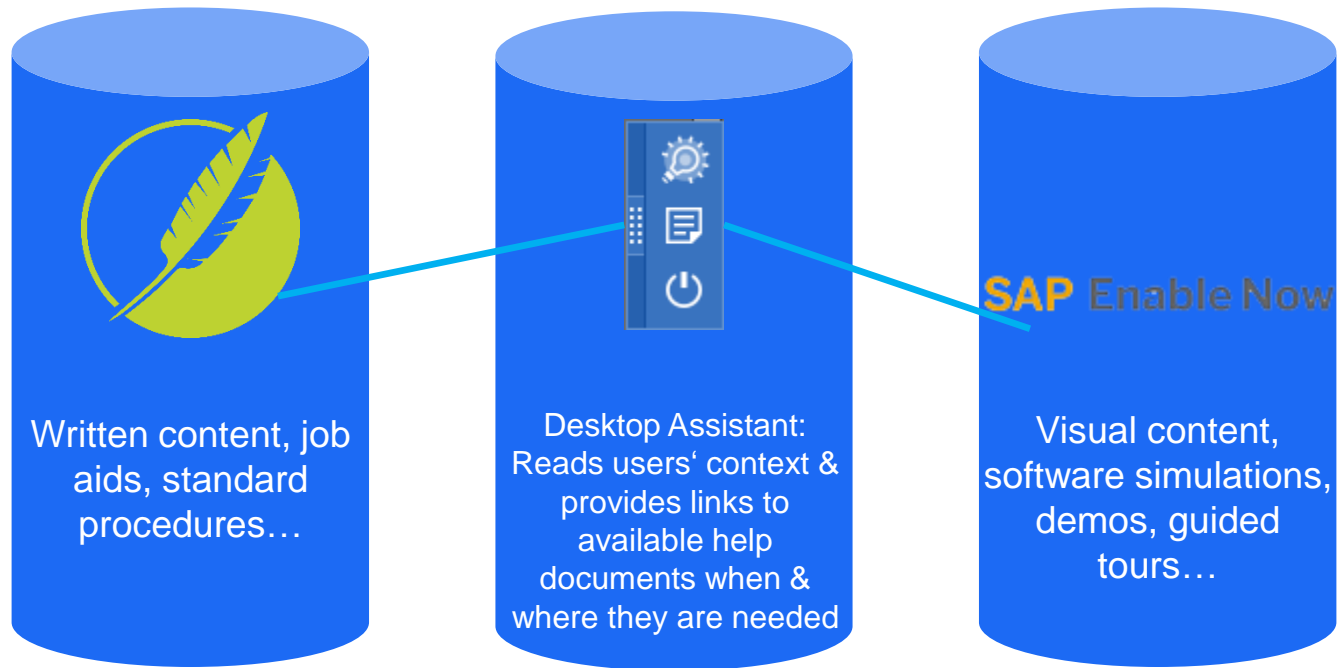 Written content, job
aids, standard
procedures…
Desktop Assistant:
Reads users‘ context &
provides links to
available help
documents when &
where they are needed
SAP Enable Now
Visual content,
software simulations,
demos, guided
tours…